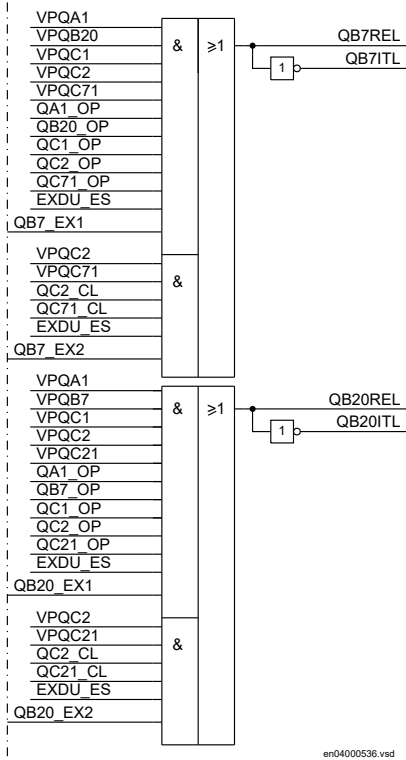 VPQA1
VPQB20
VPQC1
VPQC2
VPQC71
QA1_OP
QB20_OP
QC1_OP
QC2_OP
QC71_OP
EXDU_ES
QB7_EX1
& ≥1
QB7REL
QB7ITL
1
VPQC2
VPQC71
QC2_CL
QC71_CL
EXDU_ES
QB7_EX2
&
VPQA1
VPQB7
VPQC1
VPQC2
VPQC21
QA1_OP
QB7_OP
QC1_OP
QC2_OP
QC21_OP
EXDU_ES
QB20_EX1
& ≥1
QB20REL
QB20ITL
1
VPQC2
VPQC21
QC2_CL
QC21_CL
EXDU_ES
QB20_EX2
&
en04000536.vsd